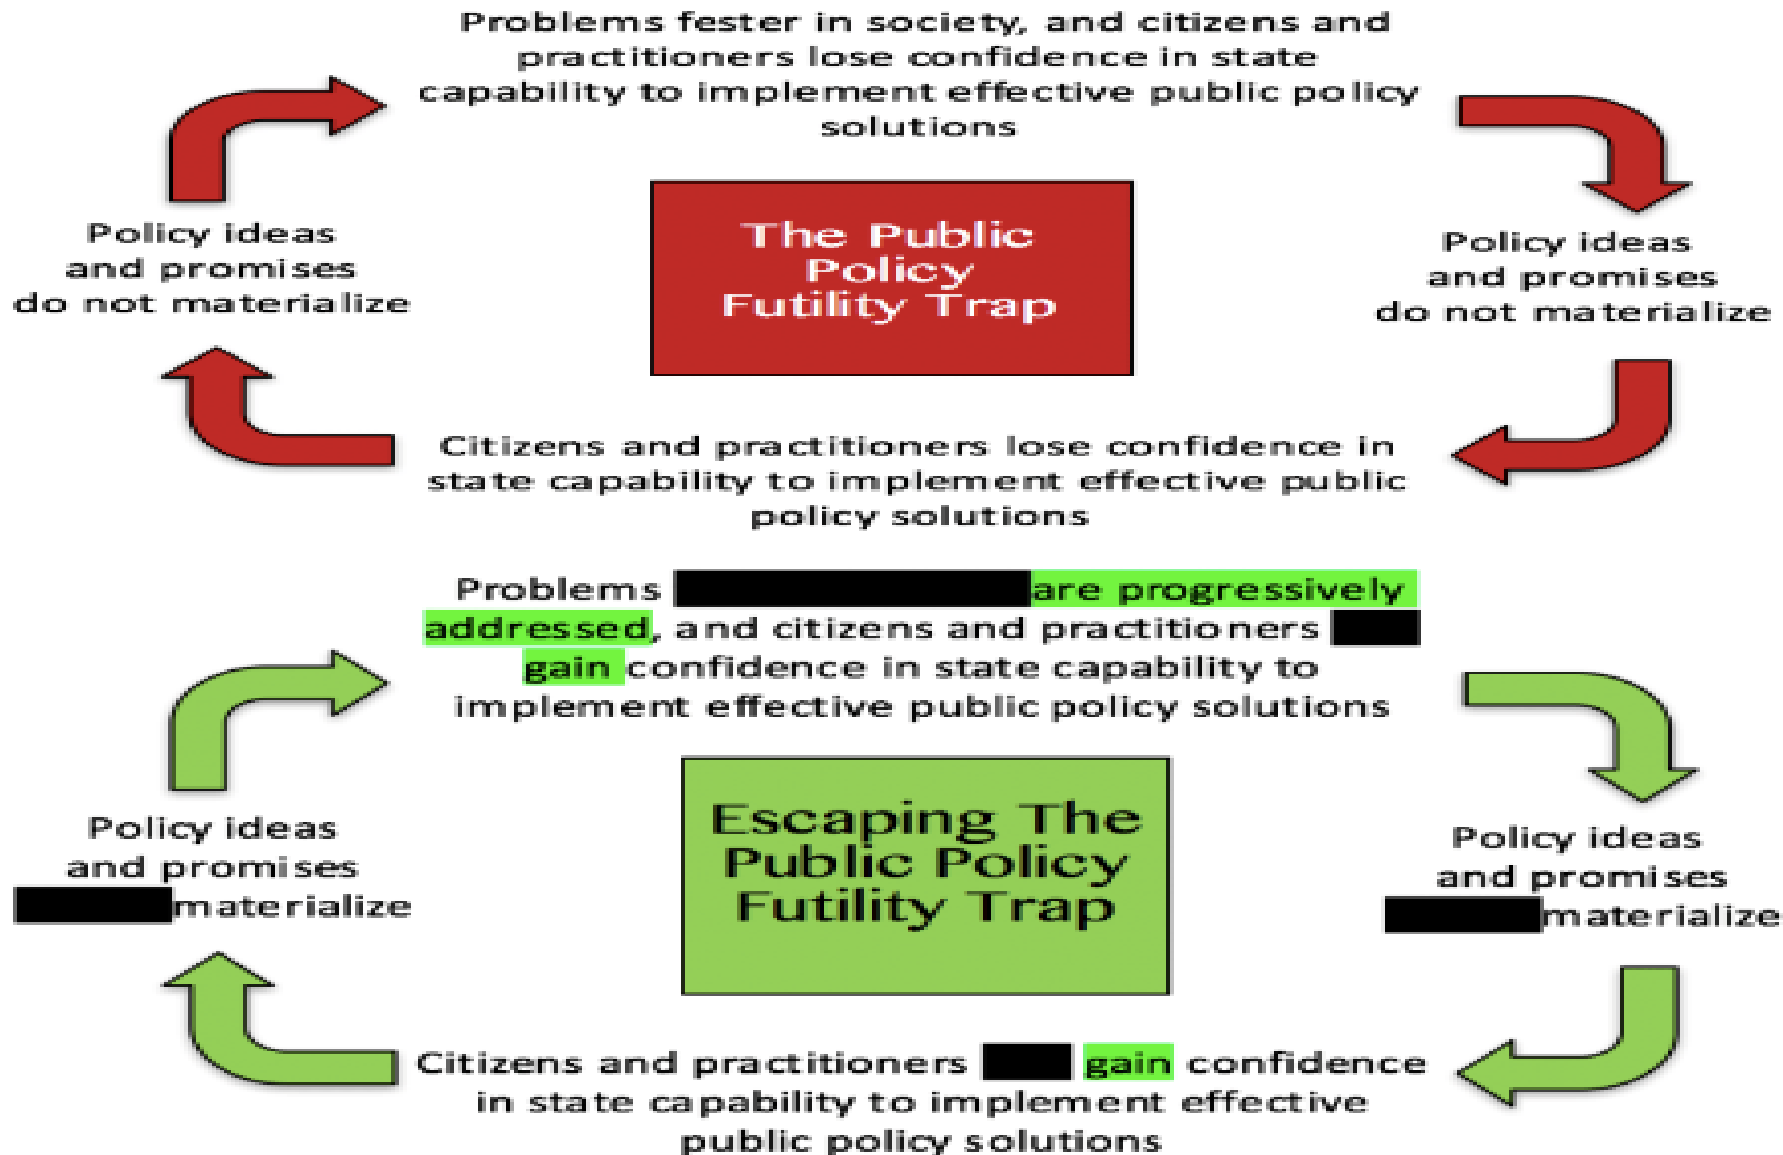 Problems fester in society, and citizens and
practitioners lose confidence in state
capability to implement effective public policy
solutions
Policy ideas
and promises
do not materialize
The Public
Policy
Futility Trap
Policy ideas
and promises
do not materialize
Citizens and practitioners lose confidence in
state capability to implement effective public
policy solutions
Problems are progressively
addressed, and citizens and practitioners
gain confidence in state capability to
implement effective public policy solutions
Policy ideas
and promises
materialize
Escaping The
Public Policy
Futility Trap
Policy ideas
and promises
materialize
Citizens and practitioners gain confidence
in state capability to implement effective
public policy solutions